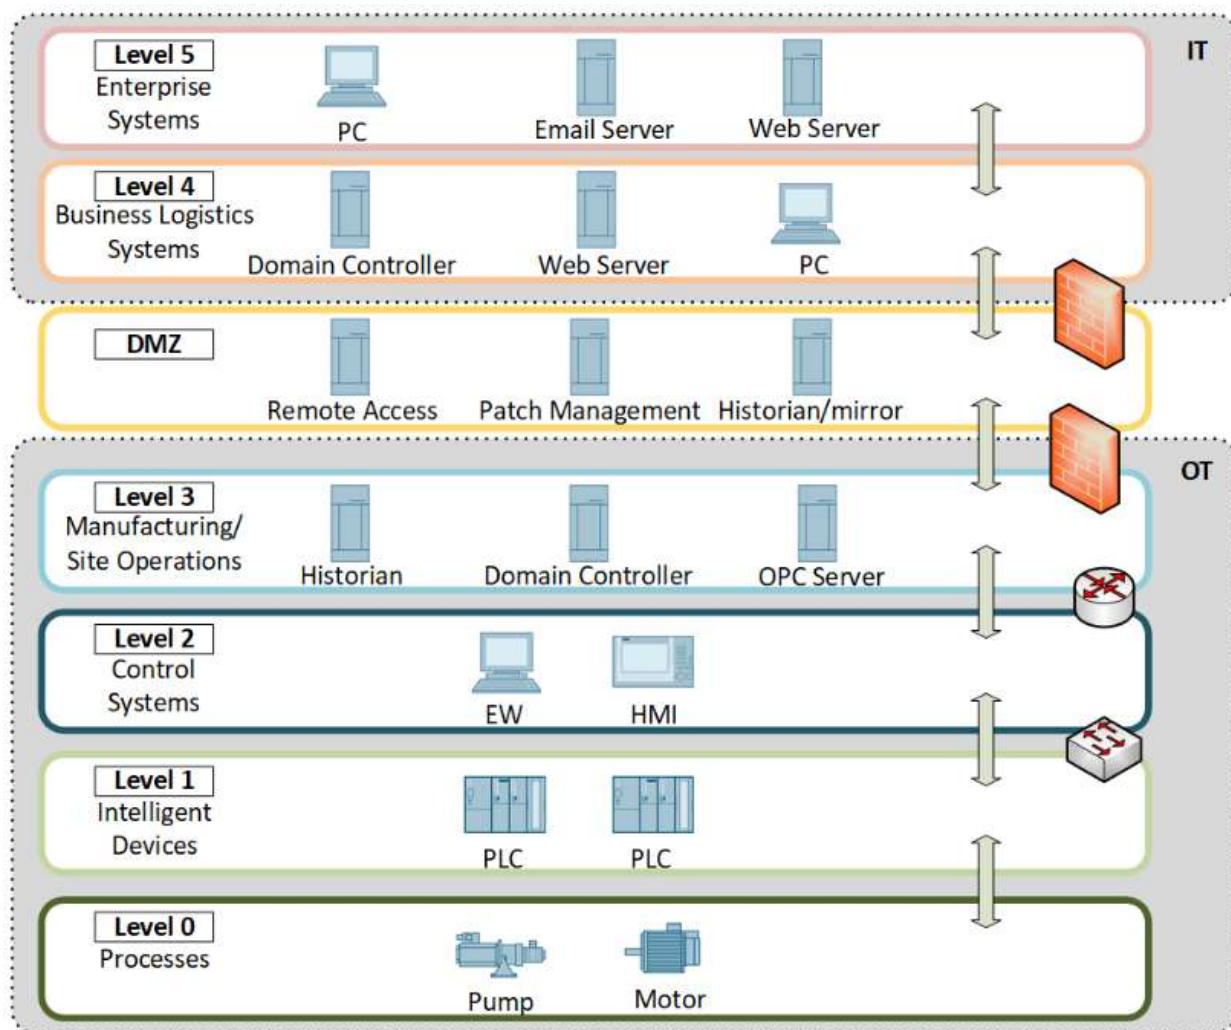 Level 5
Enterprise
Systems
PC
Email Server
Web Server
IT
Level 4
Business Logistics
Systems
Domain Controller
Web Server
PC
DMZ
Remote Access
Patch Management
Historian/mirror
OT
Level 3
Manufacturing/
Site Operations
Historian
Domain Controller
OPC Server
Level 2
Control
Systems
EW
HMI
Level 1
Intelligent
Devices
PLC
PLC
Level 0
Processes
Pump
Motor